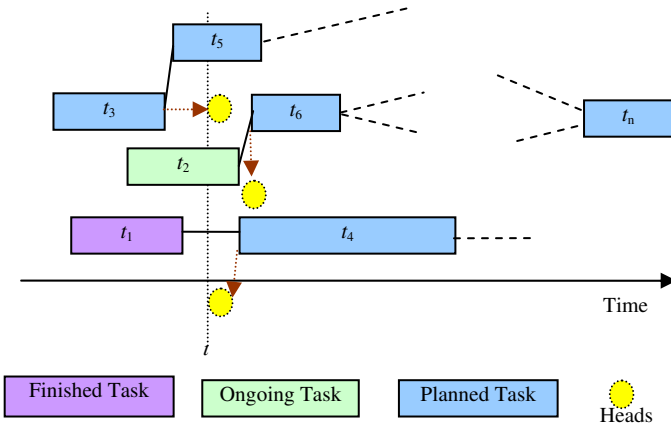 t5
t3
t6
tn
t2
t1
t4
Time
t
Finished Task
Ongoing Task
Planned Task
Heads